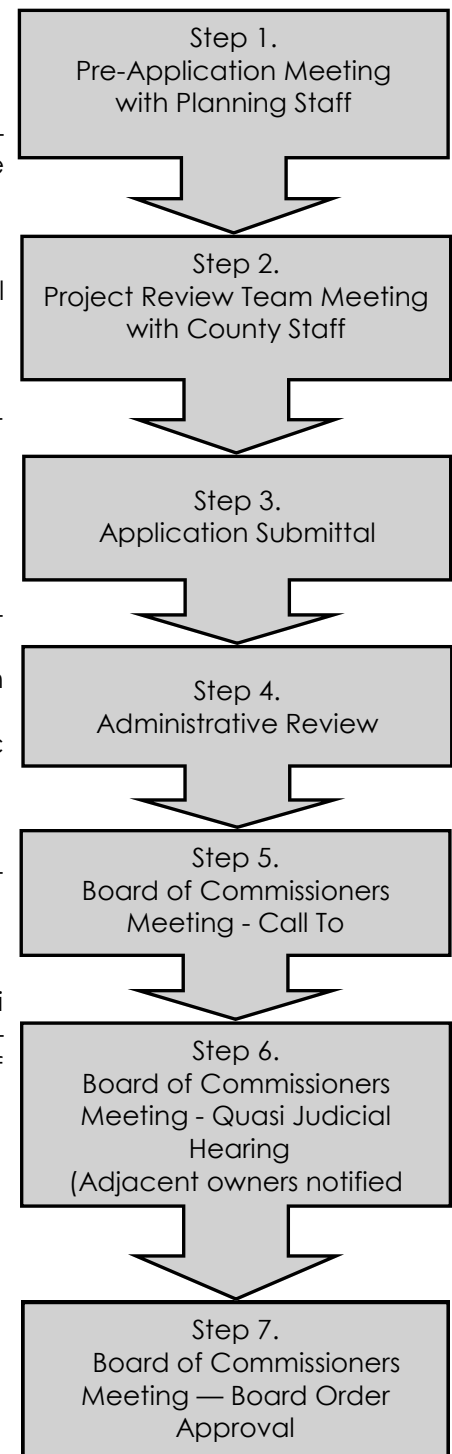 Step 1.
Pre-Application Meeting
with Planning Staff
Step 2.
Project Review Team Meeting
with County Staff
Step 3.
Application Submittal
Step 4.
Administrative Review
Step 5.
Board of Commissioners
Meeting - Call To
Step 6.
Board of Commissioners
Meeting - Quasi Judicial
Hearing
(Adjacent owners notified
Step 7.
Board of Commissioners
Meeting — Board Order
Approval